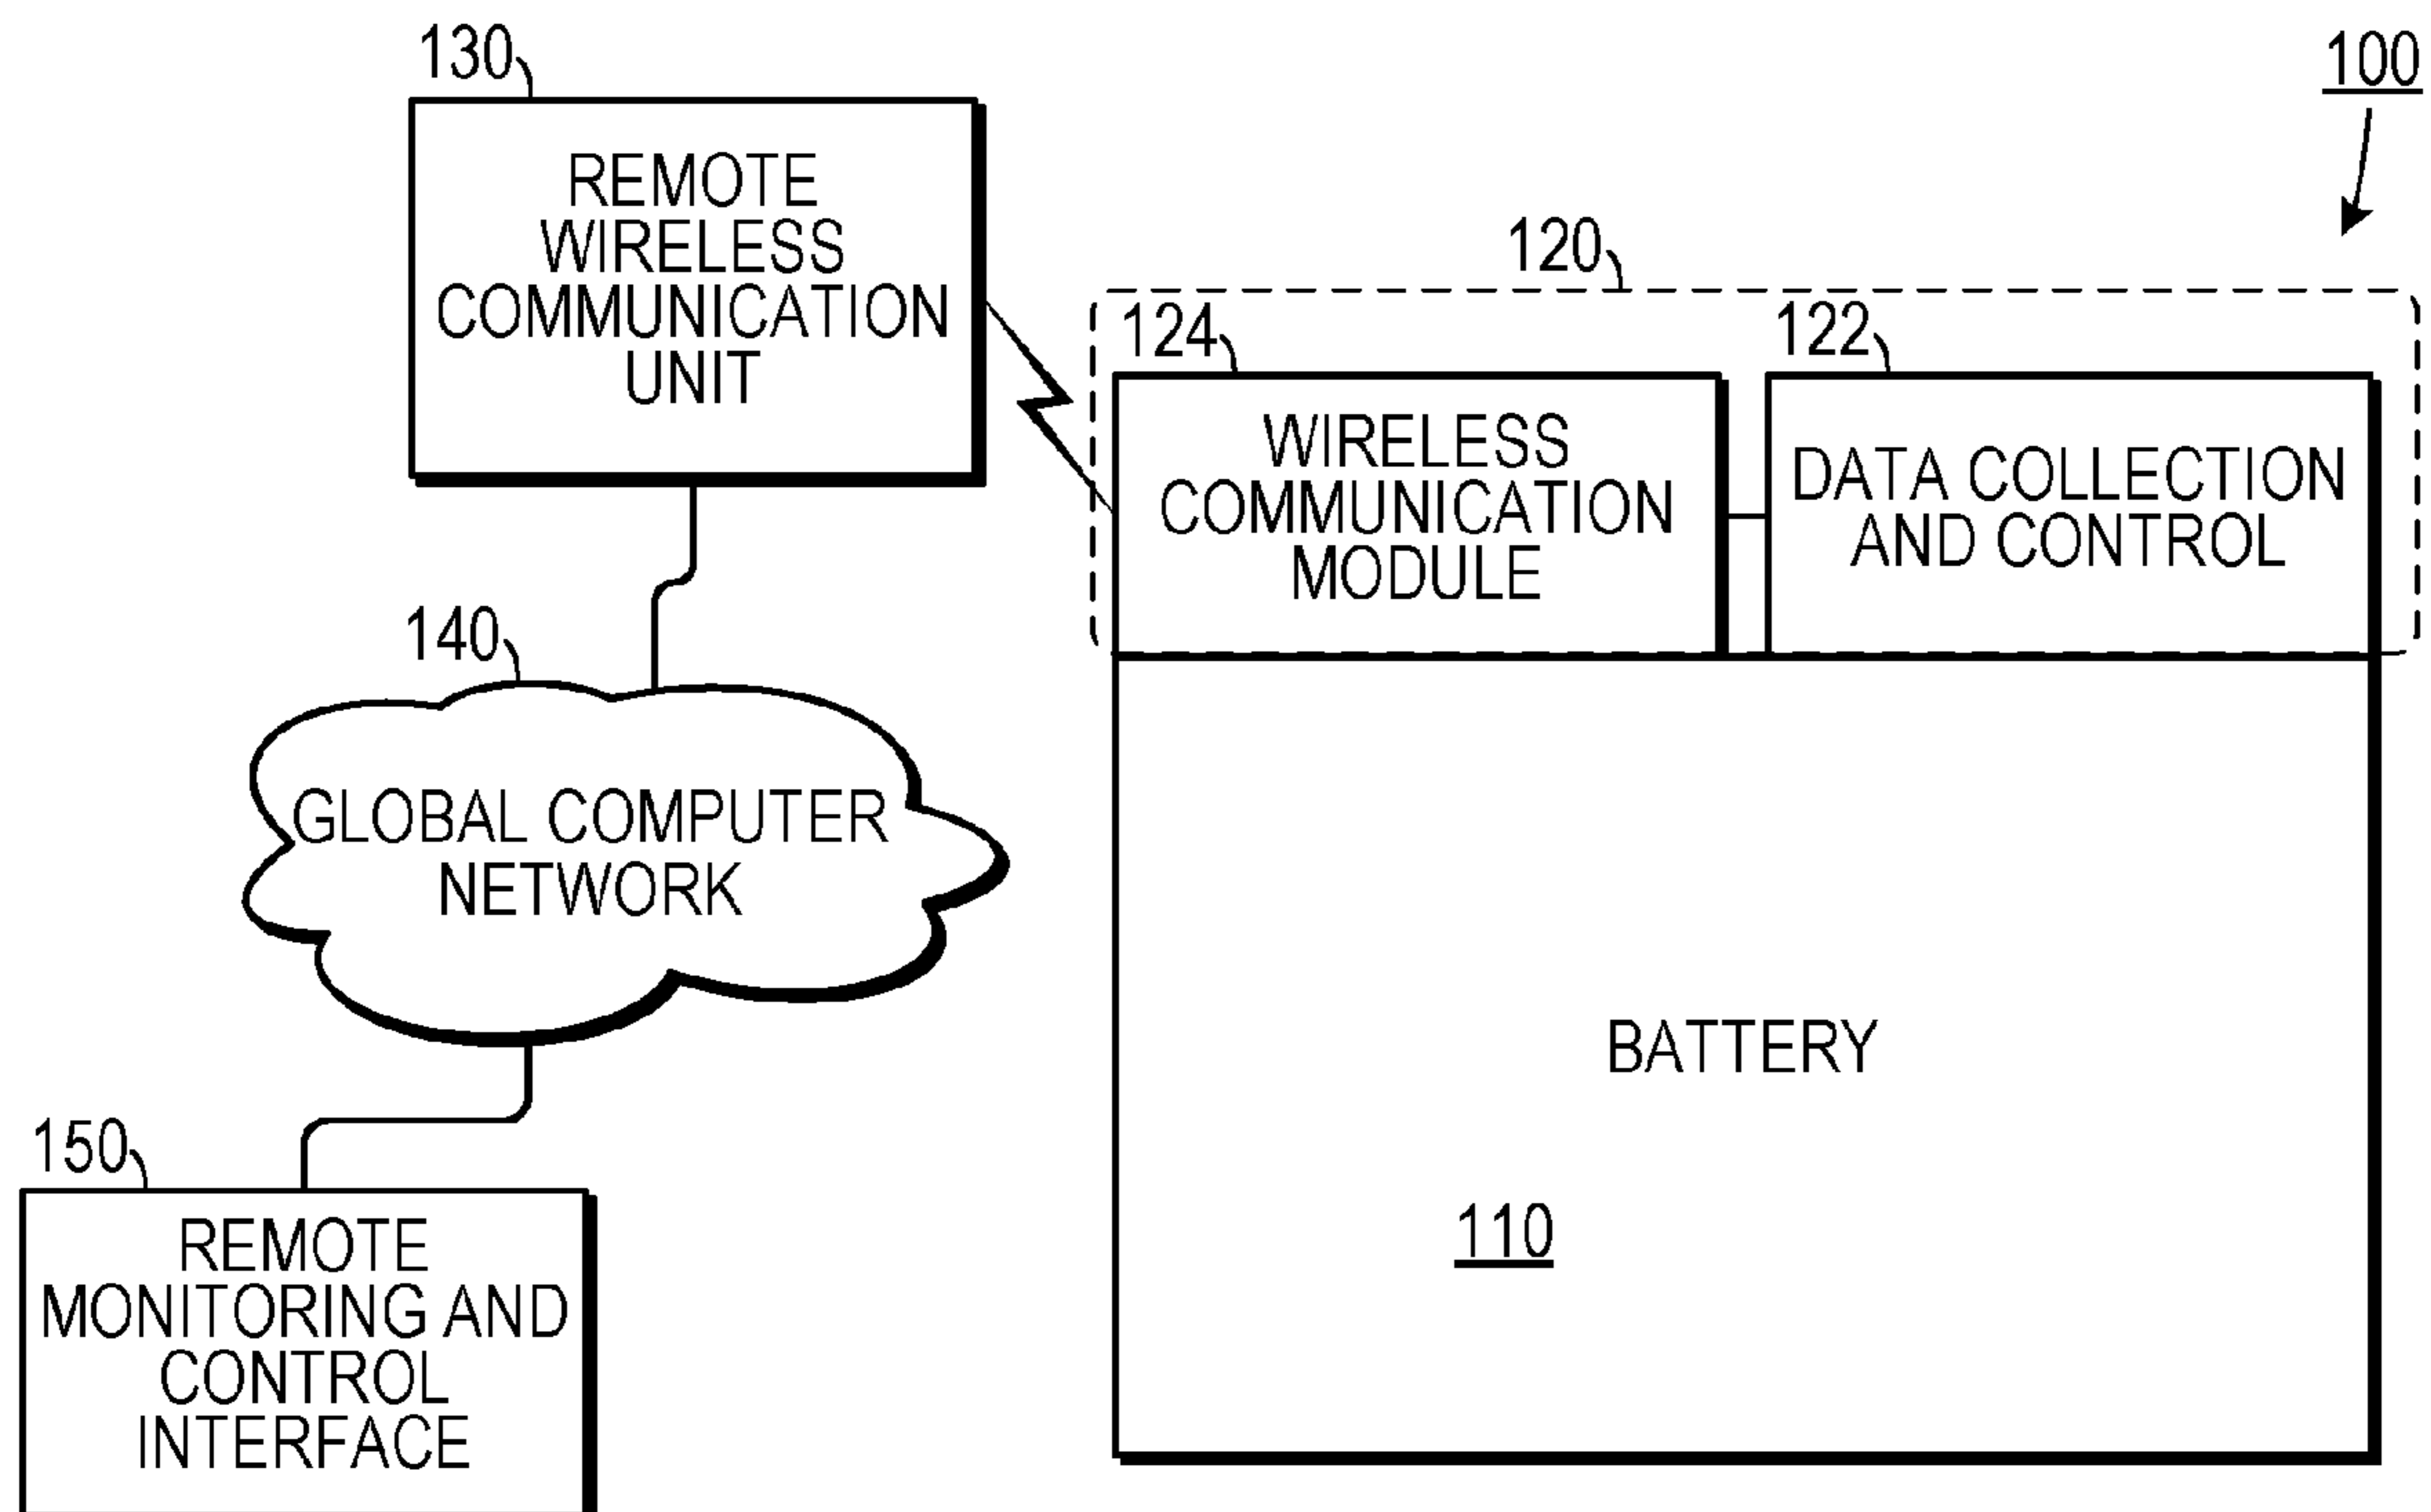 130
100
REMOTE
WIRELESS
COMMUNICATION
UNIT
120
124
122
WIRELESS
COMMUNICATION
MODULE
DATA COLLECTION
AND CONTROL
140
GLOBAL COMPUTER
NETWORK
BATTERY
110
150
REMOTE
MONITORING AND
CONTROL
INTERFACE